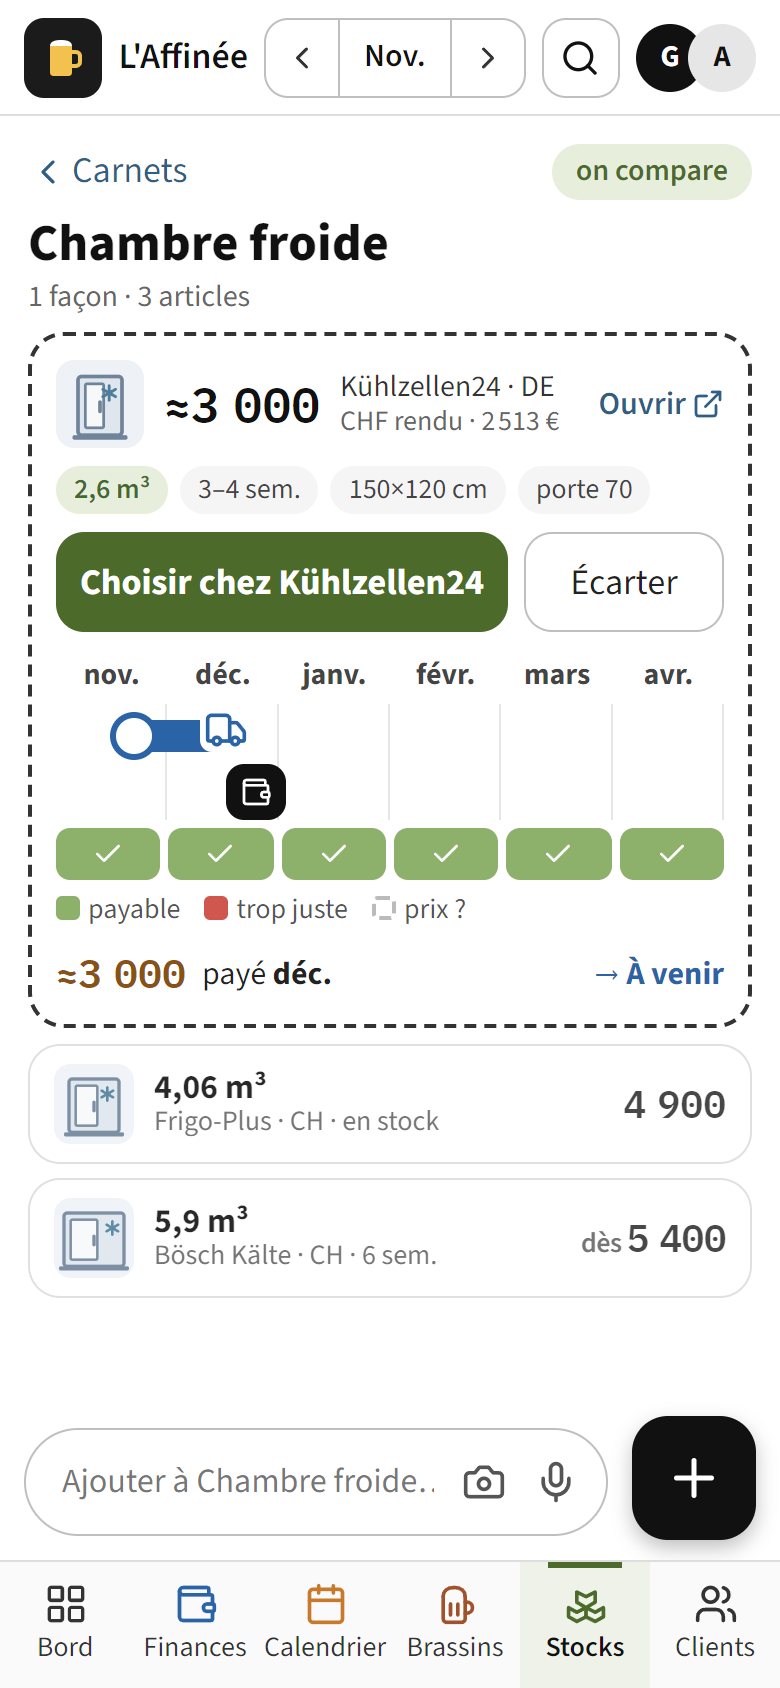 L'Affinée
Nov.
G
A
Carnets
on compare
Chambre froide
1 façon · 3 articles
≈3 000
Kühlzellen24 · DE
CHF rendu · 2 513 €
Ouvrir
2,6 m³
3–4 sem.
150×120 cm
porte 70
Choisir chez Kühlzellen24
Écarter
nov.
déc.
janv.
févr.
mars
avr.
payable
trop juste
prix ?
≈3 000 payé déc.
→ À venir
4,06 m³
Frigo-Plus · CH · en stock
4 900
5,9 m³
Bösch Kälte · CH · 6 sem.
dès 5 400
Ajouter à Chambre froide..
Bord
Finances
Calendrier
Brassins
Stocks
Clients